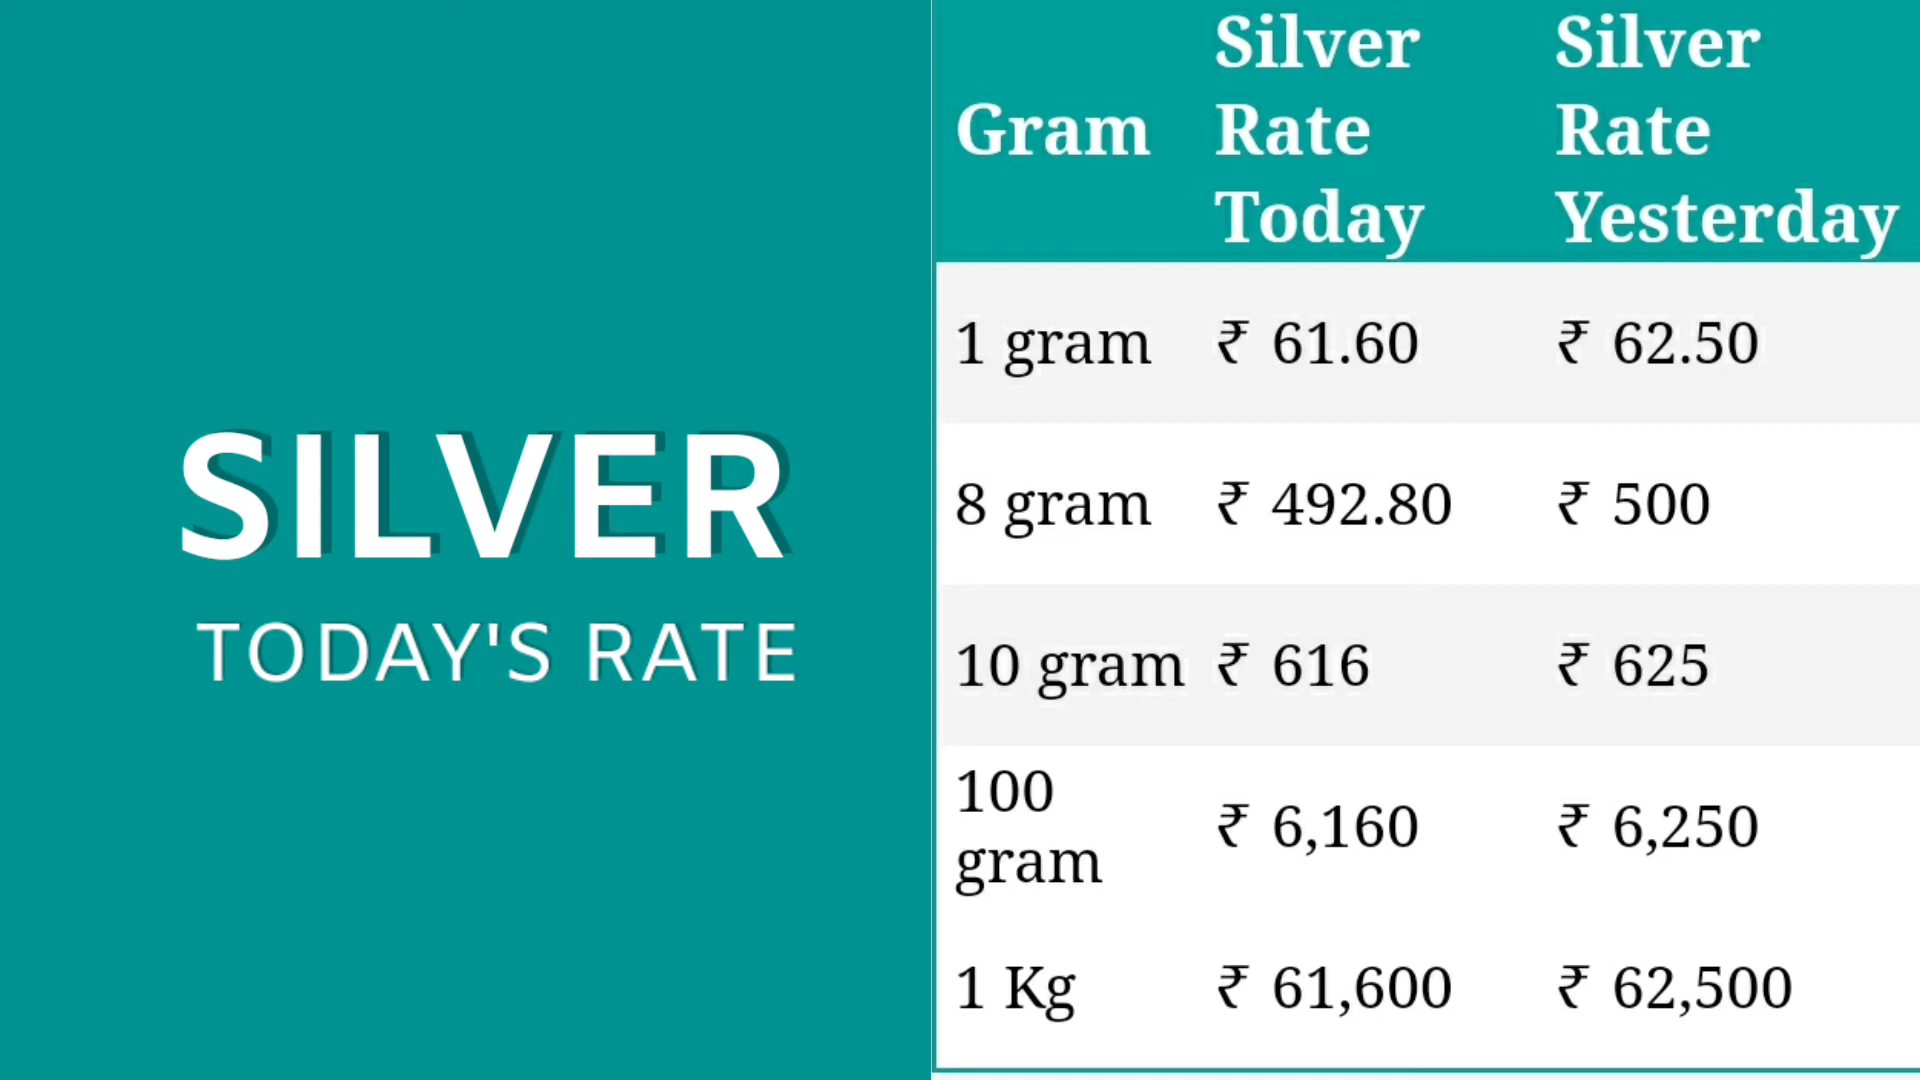 SILVER
TODAY'S RATE
Gram Silver Rate Today Silver Rate Yesterday
1 gram ₹ 61.60 ₹ 62.50
8 gram ₹ 492.80 ₹ 500
10 gram ₹ 616 ₹ 625
100 gram ₹ 6,160 ₹ 6,250
1 Kg ₹ 61,600 ₹ 62,500